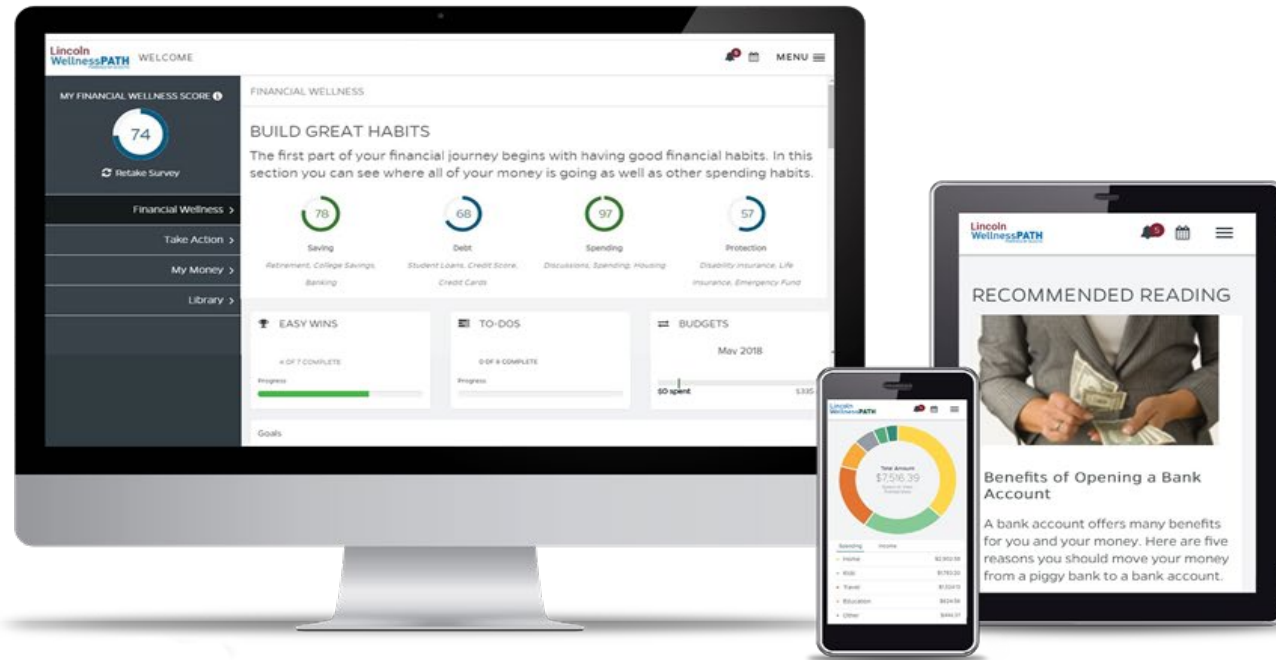 Lincoln
WellnessPATH WELCOME
5
MENU
MY FINANCIAL WELLNESS SCORE
74
Retake Survey
Financial Wellness >
Take Action >
My Money >
Library >
FINANCIAL WELLNESS
BUILD GREAT HABITS
The first part of your financial journey begins with having good financial habits. In this
section you can see where all of your money is going as well as other spending habits.
78 68 97 57
Saving Debt Spending Protection
Retirement, College Savings, Student Loans, Credit Score, Discussions, Spending, Housing Disability Insurance, Life
Banking Credit Cards Insurance, Emergency Fund
EASY WINS TO-DOS BUDGETS
May 2018
4 OF 7 COMPLETE 0 OF 8 COMPLETE
Progress Progress
$0 spent $335
Goals
Lincoln
WellnessPATH
Total Amount
$7,516.39
Spending Income
Home
Kids
Travel
Education
Other
Lincoln
WellnessPATH
5
RECOMMENDED READING
Benefits of Opening a Bank
Account
A bank account offers many benefits
for you and your money. Here are five
reasons you should move your money
from a piggy bank to a bank account.